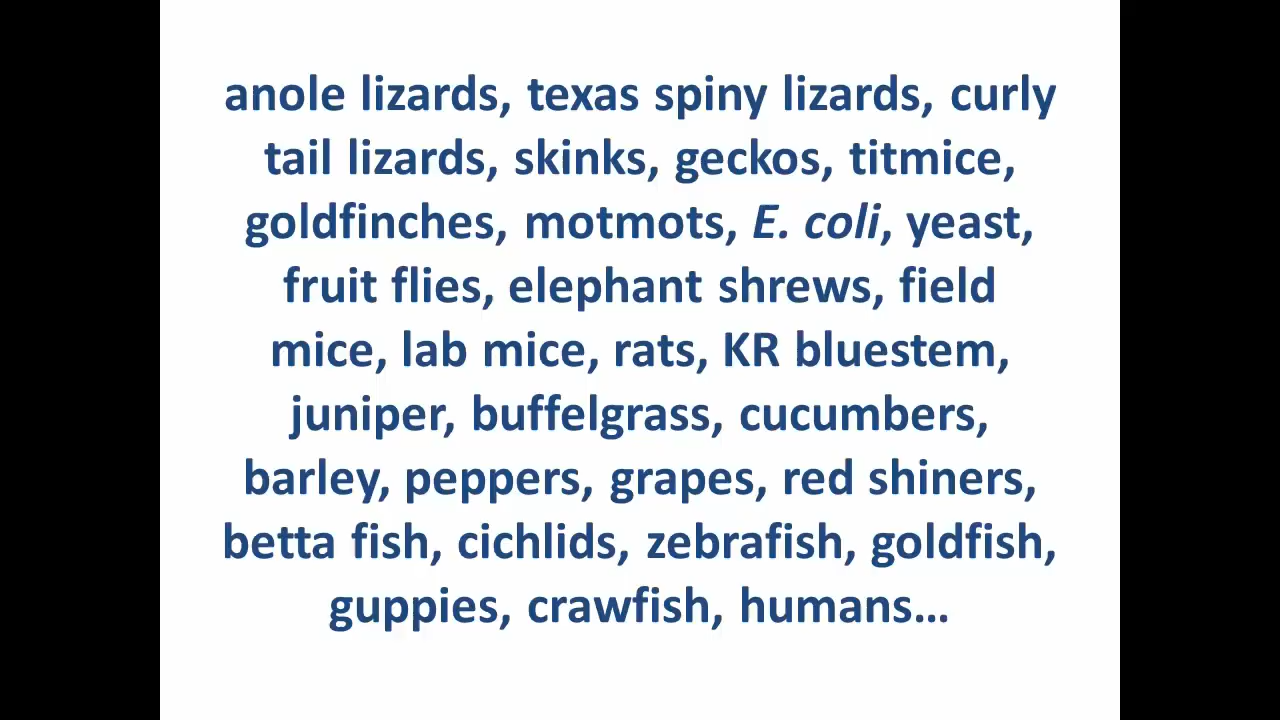 anole lizards, texas spiny lizards, curly
tail lizards, skinks, geckos, titmice,
goldfinches, motmots, E. coli, yeast,
fruit flies, elephant shrews, field
mice, lab mice, rats, KR bluestem,
juniper, buffelgrass, cucumbers,
barley, peppers, grapes, red shiners,
betta fish, cichlids, zebrafish, goldfish,
guppies, crawfish, humans…